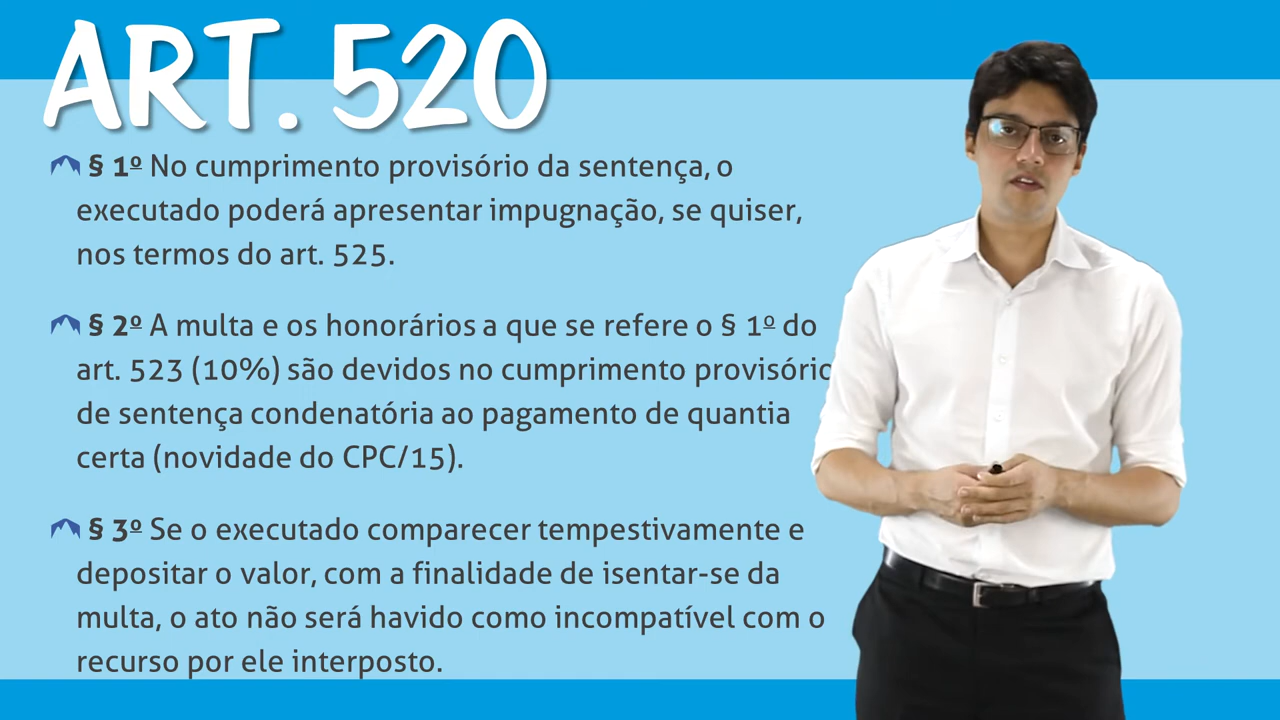 ART. 520
§ 1º No cumprimento provisório da sentença, o
executado poderá apresentar impugnação, se quiser,
nos termos do art. 525.
§ 2º A multa e os honorários a que se refere o § 1º do
art. 523 (10%) são devidos no cumprimento provisório
de sentença condenatória ao pagamento de quantia
certa (novidade do CPC/15).
§ 3º Se o executado comparecer tempestivamente e
depositar o valor, com a finalidade de isentar-se da
multa, o ato não será havido como incompatível com o
recurso por ele interposto.